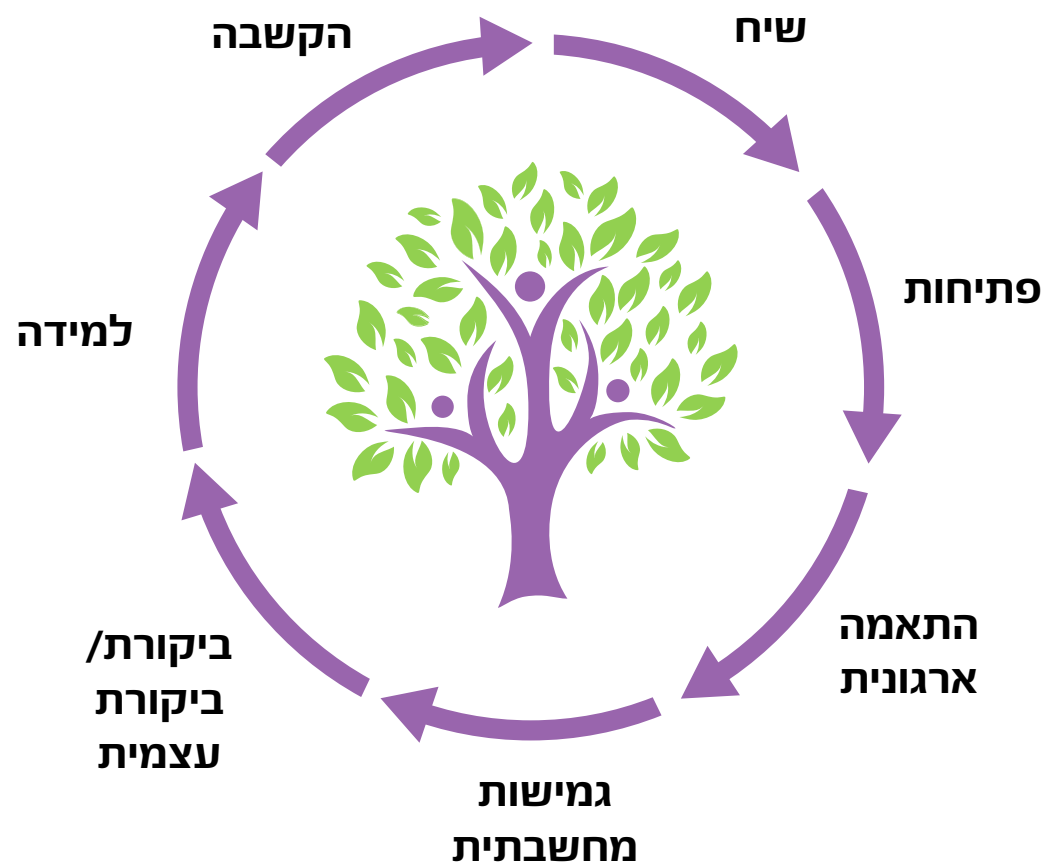 שיח
פתיחות
התאמה
ארגונית
גמישות
מחשבתית
ביקורת/
ביקורת
עצמית
למידה
הקשבה